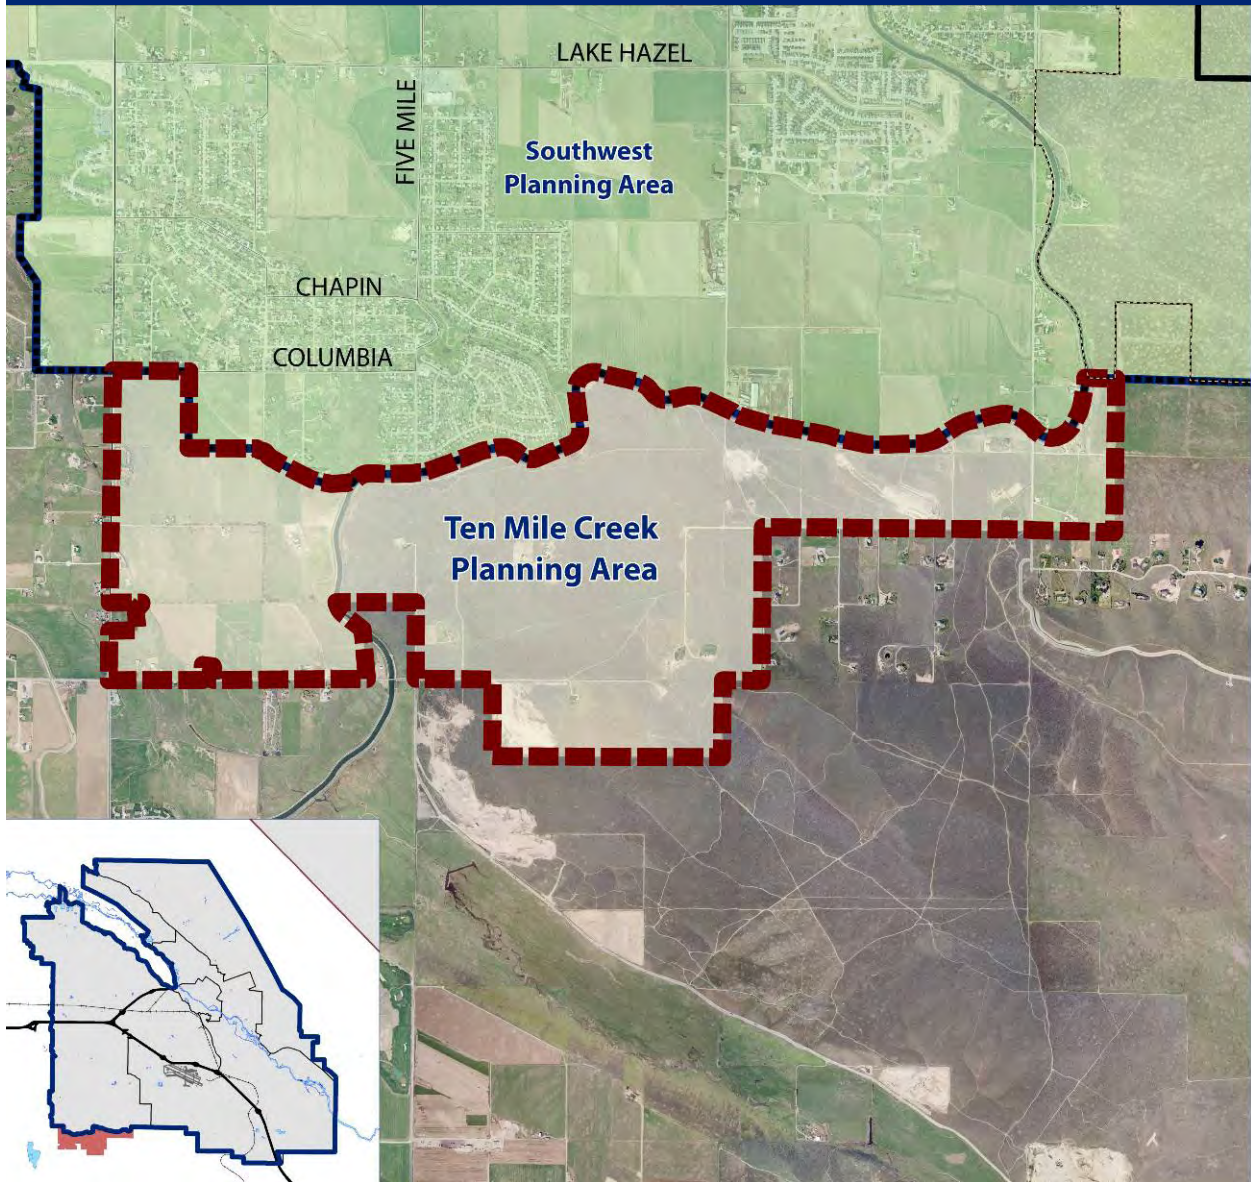 LAKE HAZEL
FIVE MILE
Southwest
Planning Area
CHAPIN
COLUMBIA
Ten Mile Creek
Planning Area